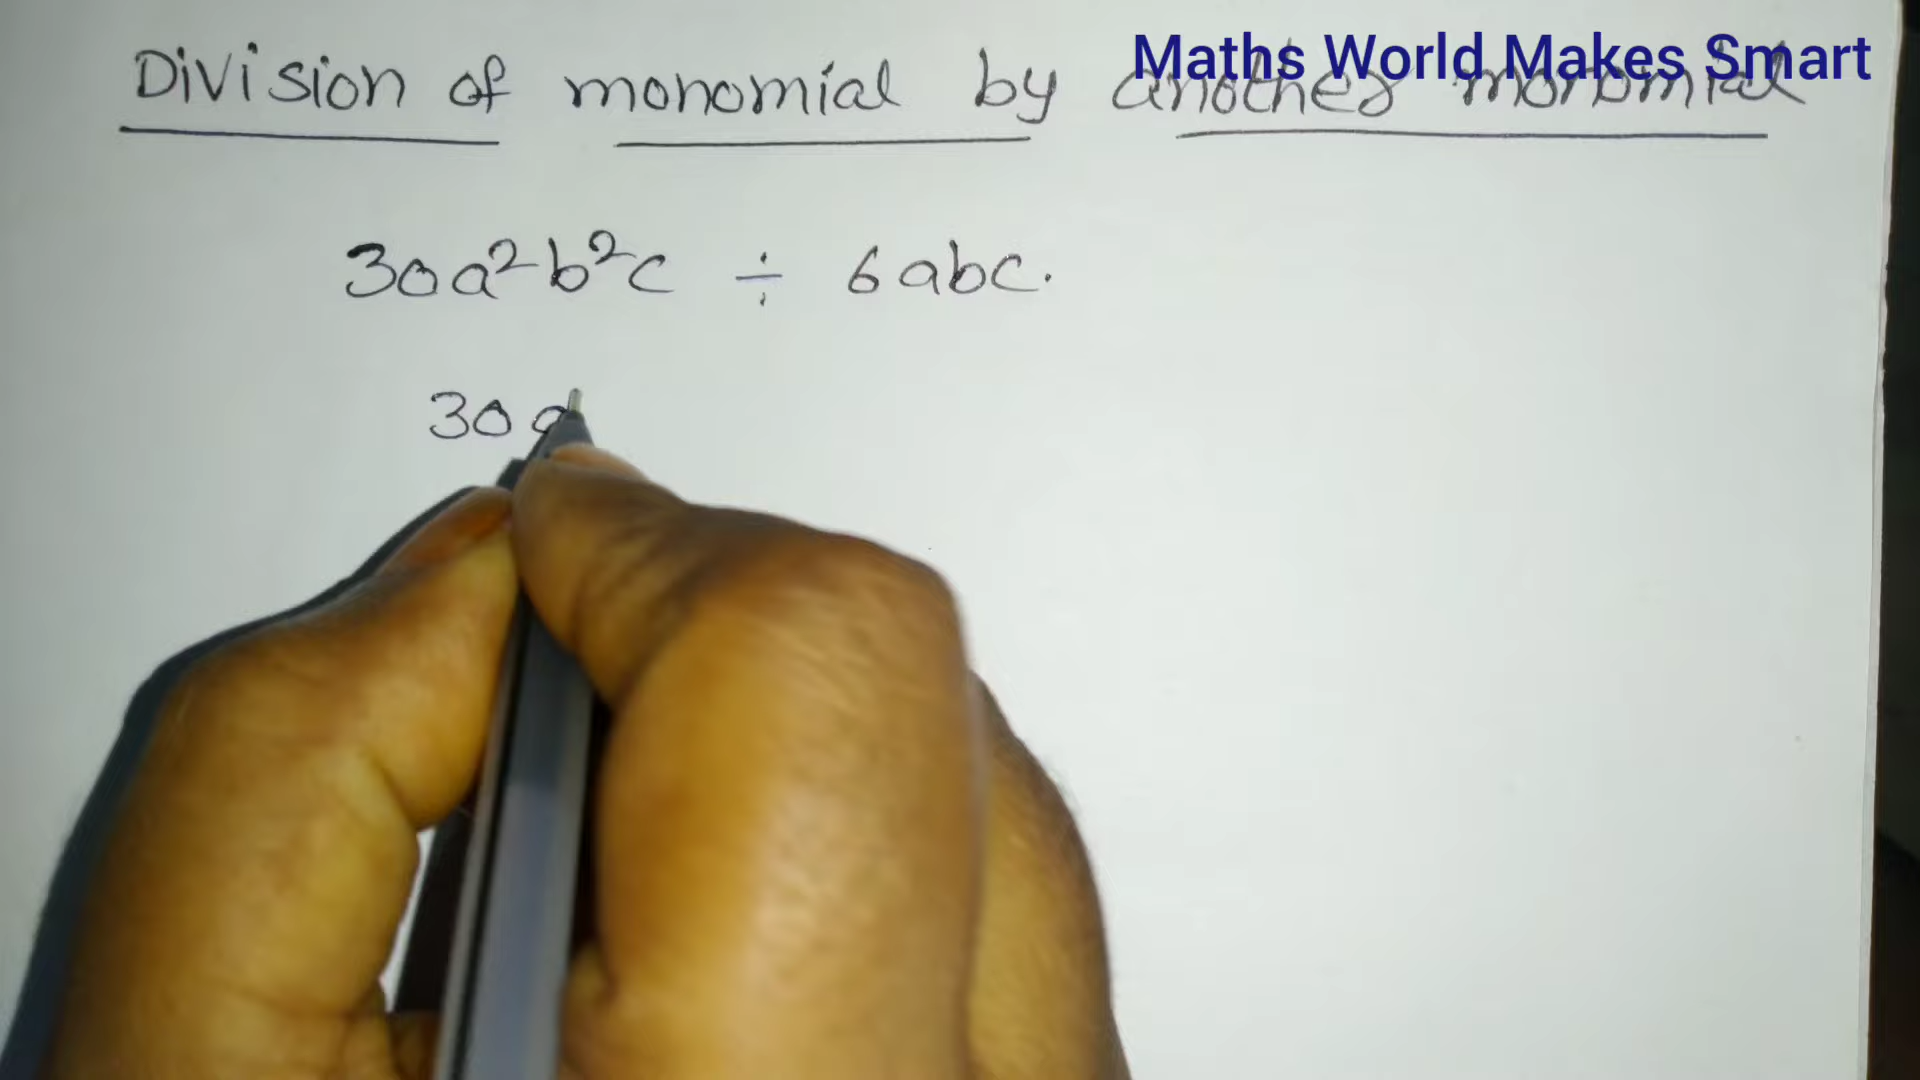 Maths World Makes Smart
Division of monomial by another monomial
30a²b²c ÷ 6abc.
30a